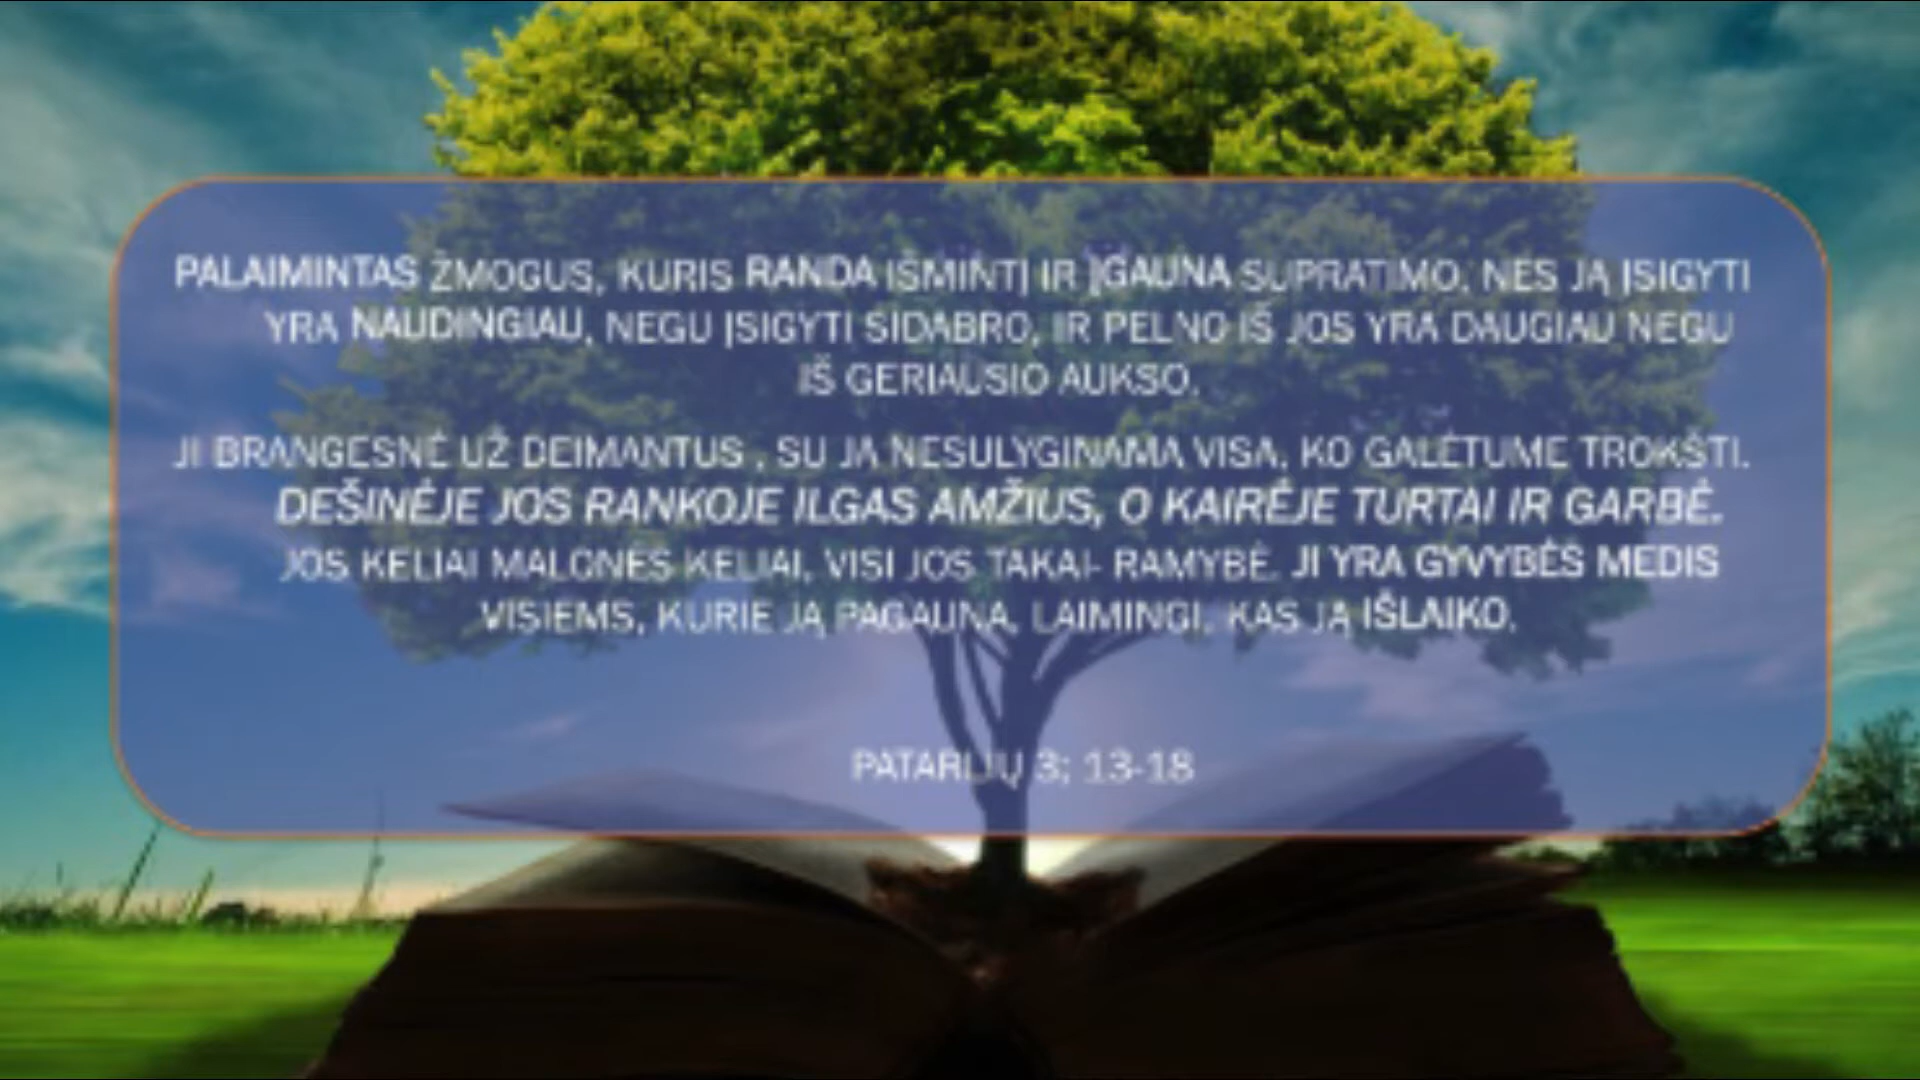 PALAIMINTAS ŽMOGUS, KURIS RANDA IŠMINTĮ IR ĮGAUNA SUPRATIMO, NES JĄ ĮSIGYTI
YRA NAUDINGIAU, NEGU ĮSIGYTI SIDABRO, IR PELNO IŠ JOS YRA DAUGIAU NEGU
IŠ GERIAUSIO AUKSO.
JI BRANGESNĖ UŽ DEIMANTUS , SU JA NESULYGINAMA VISA, KO GALĖTUME TROKŠTI.
DEŠINĖJE JOS RANKOJE ILGAS AMŽIUS, O KAIRĖJE TURTAI IR GARBĖ.
JOS KELIAI MALONĖS KELIAI, VISI JOS TAKAI- RAMYBĖ. JI YRA GYVYBĖS MEDIS
VISIEMS, KURIE JĄ PAGAUNA, LAIMINGI, KAS JĄ IŠLAIKO.
PATARLIŲ 3; 13-18